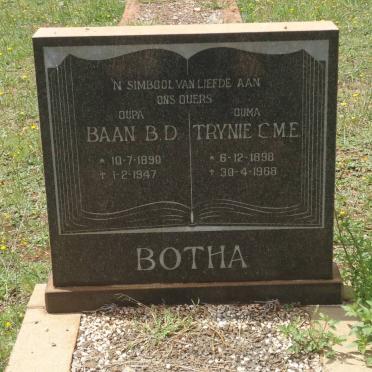 'N SIMBOOL VAN LIEFDE AAN
ONS OUERS
OUPA
BAAN B.D.
* 10-7-1890
† 1-2-1947
OUMA
TRYNIE C.M.E.
* 6-12-1898
† 30-4-1968
BOTHA